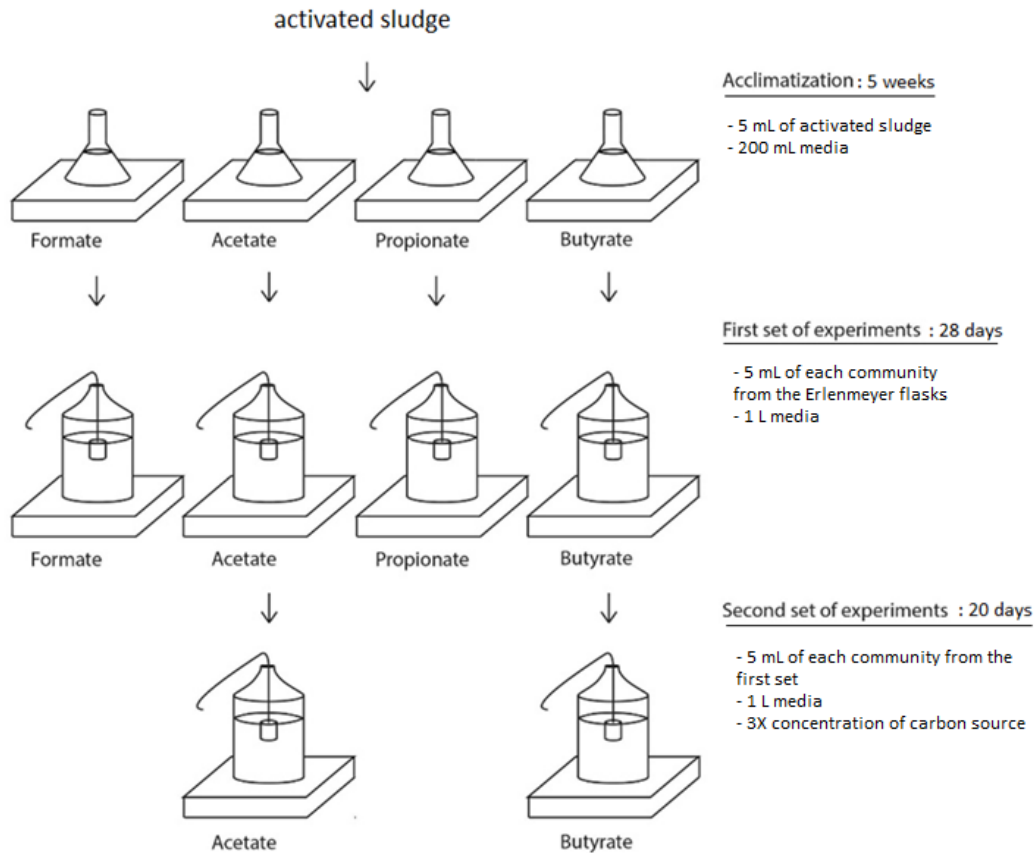 activated sludge
Acclimatization : 5 weeks
- 5 mL of activated sludge
- 200 mL media
Formate
Acetate
Propionate
Butyrate
First set of experiments : 28 days
- 5 mL of each community
from the Erlenmeyer flasks
- 1 L media
Formate
Acetate
Propionate
Butyrate
Second set of experiments : 20 days
- 5 mL of each community from the
first set
- 1 L media
- 3X concentration of carbon source
Acetate
Butyrate